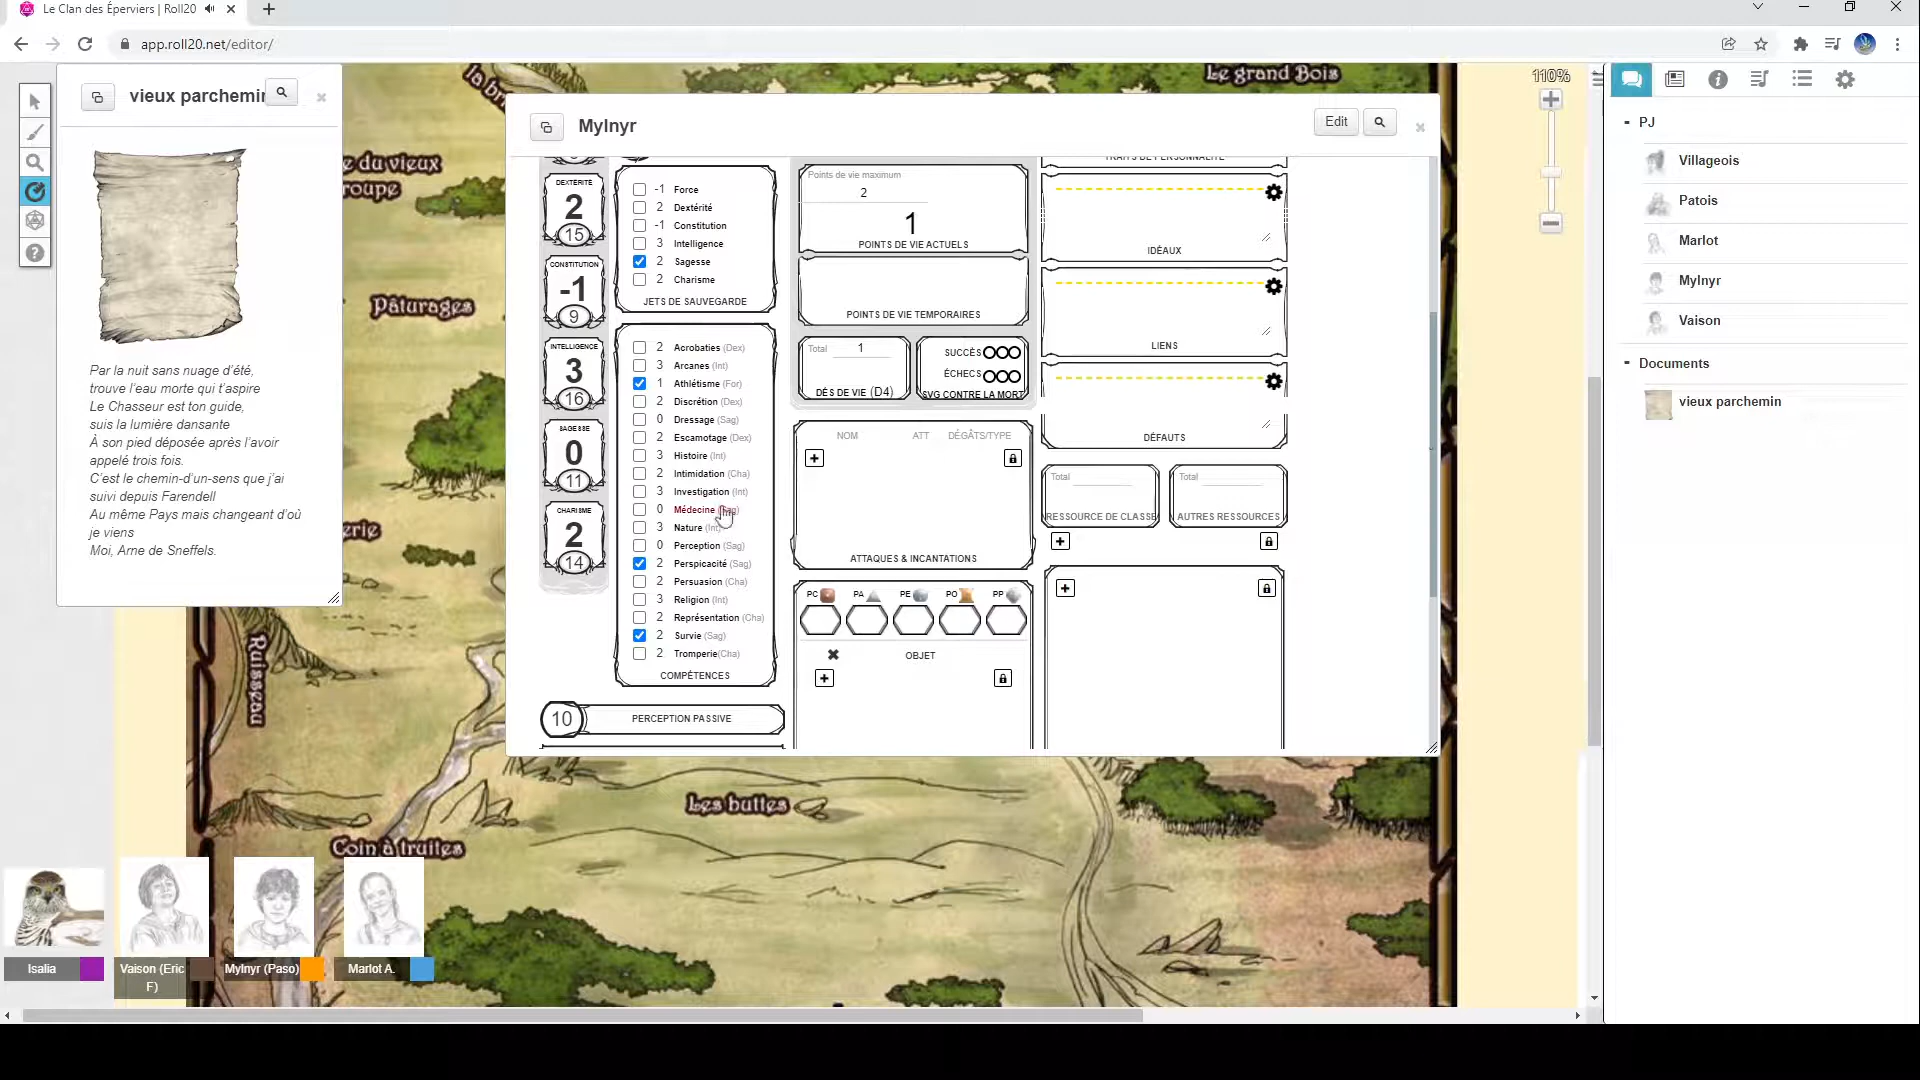 Le Clan des Éperviers | Roll20
app.roll20.net/editor/
vieux parchemin
Par la nuit sans nuage d'été,
trouve l'eau morte qui t'aspire
Le Chasseur est ton guide,
suis la lumière dansante
À son pied déposée après l'avoir
appelé trois fois.
C'est le chemin-d'un-sens que j'ai
suivi depuis Farendell
Au même Pays mais changeant d'où
je viens
Moi, Arne de Sneffels.
Le grand Bois
e du vieux
roupe
Pâturages
erie
Ruisseau
Les buttes
Coin à truites
110%
Mylnyr
Edit
DEXTÉRITÉ
2
15
CONSTITUTION
-1
9
INTELLIGENCE
3
16
SAGESSE
0
11
CHARISME
2
14
-1 Force
2 Dextérité
-1 Constitution
3 Intelligence
2 Sagesse
2 Charisme
JETS DE SAUVEGARDE
2 Acrobaties (Dex)
3 Arcanes (Int)
1 Athlétisme (For)
2 Discrétion (Dex)
0 Dressage (Sag)
2 Escamotage (Dex)
3 Histoire (Int)
2 Intimidation (Cha)
3 Investigation (Int)
0 Médecine
3 Nature (Int)
0 Perception (Sag)
2 Perspicacité (Sag)
2 Persuasion (Cha)
3 Religion (Int)
2 Représentation (Cha)
2 Survie (Sag)
2 Tromperie(Cha)
COMPÉTENCES
10 PERCEPTION PASSIVE
Points de vie maximum
2
1
POINTS DE VIE ACTUELS
POINTS DE VIE TEMPORAIRES
Total 1
DÉS DE VIE (D4)
SUCCÈS
ÉCHECS
SVG CONTRE LA MORT
NOM ATT DÉGÂTS/TYPE
ATTAQUES & INCANTATIONS
PC PA PE PO PP
OBJET
TRAITS DE PERSONNALITÉ
IDÉAUX
LIENS
DÉFAUTS
Total
RESSOURCE DE CLASSE
Total
AUTRES RESSOURCES
PJ
Villageois
Patois
Marlot
Mylnyr
Vaison
Documents
vieux parchemin
Isalia
Vaison (Eric
F)
Mylnyr (Paso)
Marlot A.